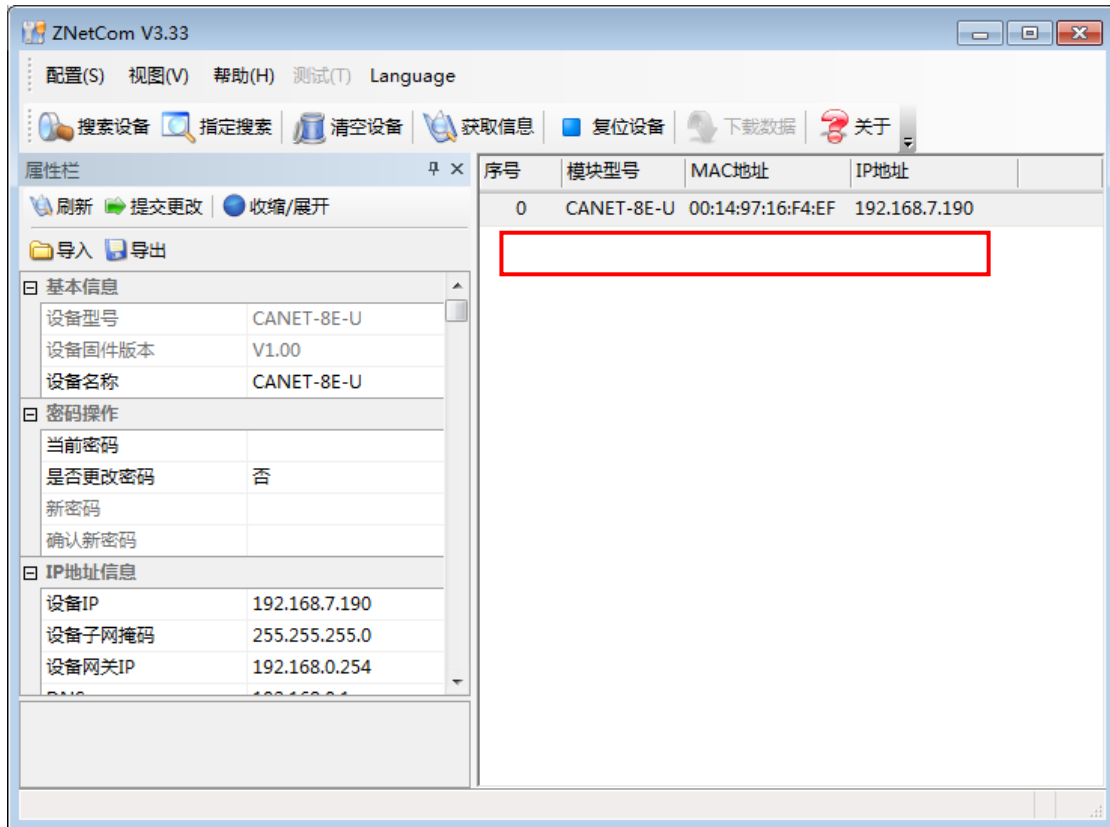 ZNetCom V3.33
配置(S) 视图(V) 帮助(H) 测试(T) Language
搜索设备 指定搜索 清空设备 获取信息 复位设备 下载数据 关于
属性栏
刷新 提交更改 收缩/展开
导入 导出
基本信息
设备型号 CANET-8E-U
设备固件版本 V1.00
设备名称 CANET-8E-U
密码操作
当前密码
是否更改密码 否
新密码
确认新密码
IP地址信息
设备IP 192.168.7.190
设备子网掩码 255.255.255.0
设备网关IP 192.168.0.254
序号 模块型号 MAC地址 IP地址
0 CANET-8E-U 00:14:97:16:F4:EF 192.168.7.190